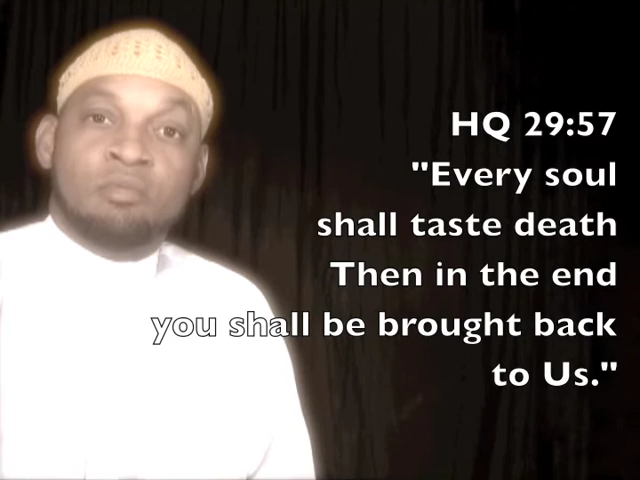 HQ 29:57
"Every soul
shall taste death
Then in the end
you shall be brought back
to Us."